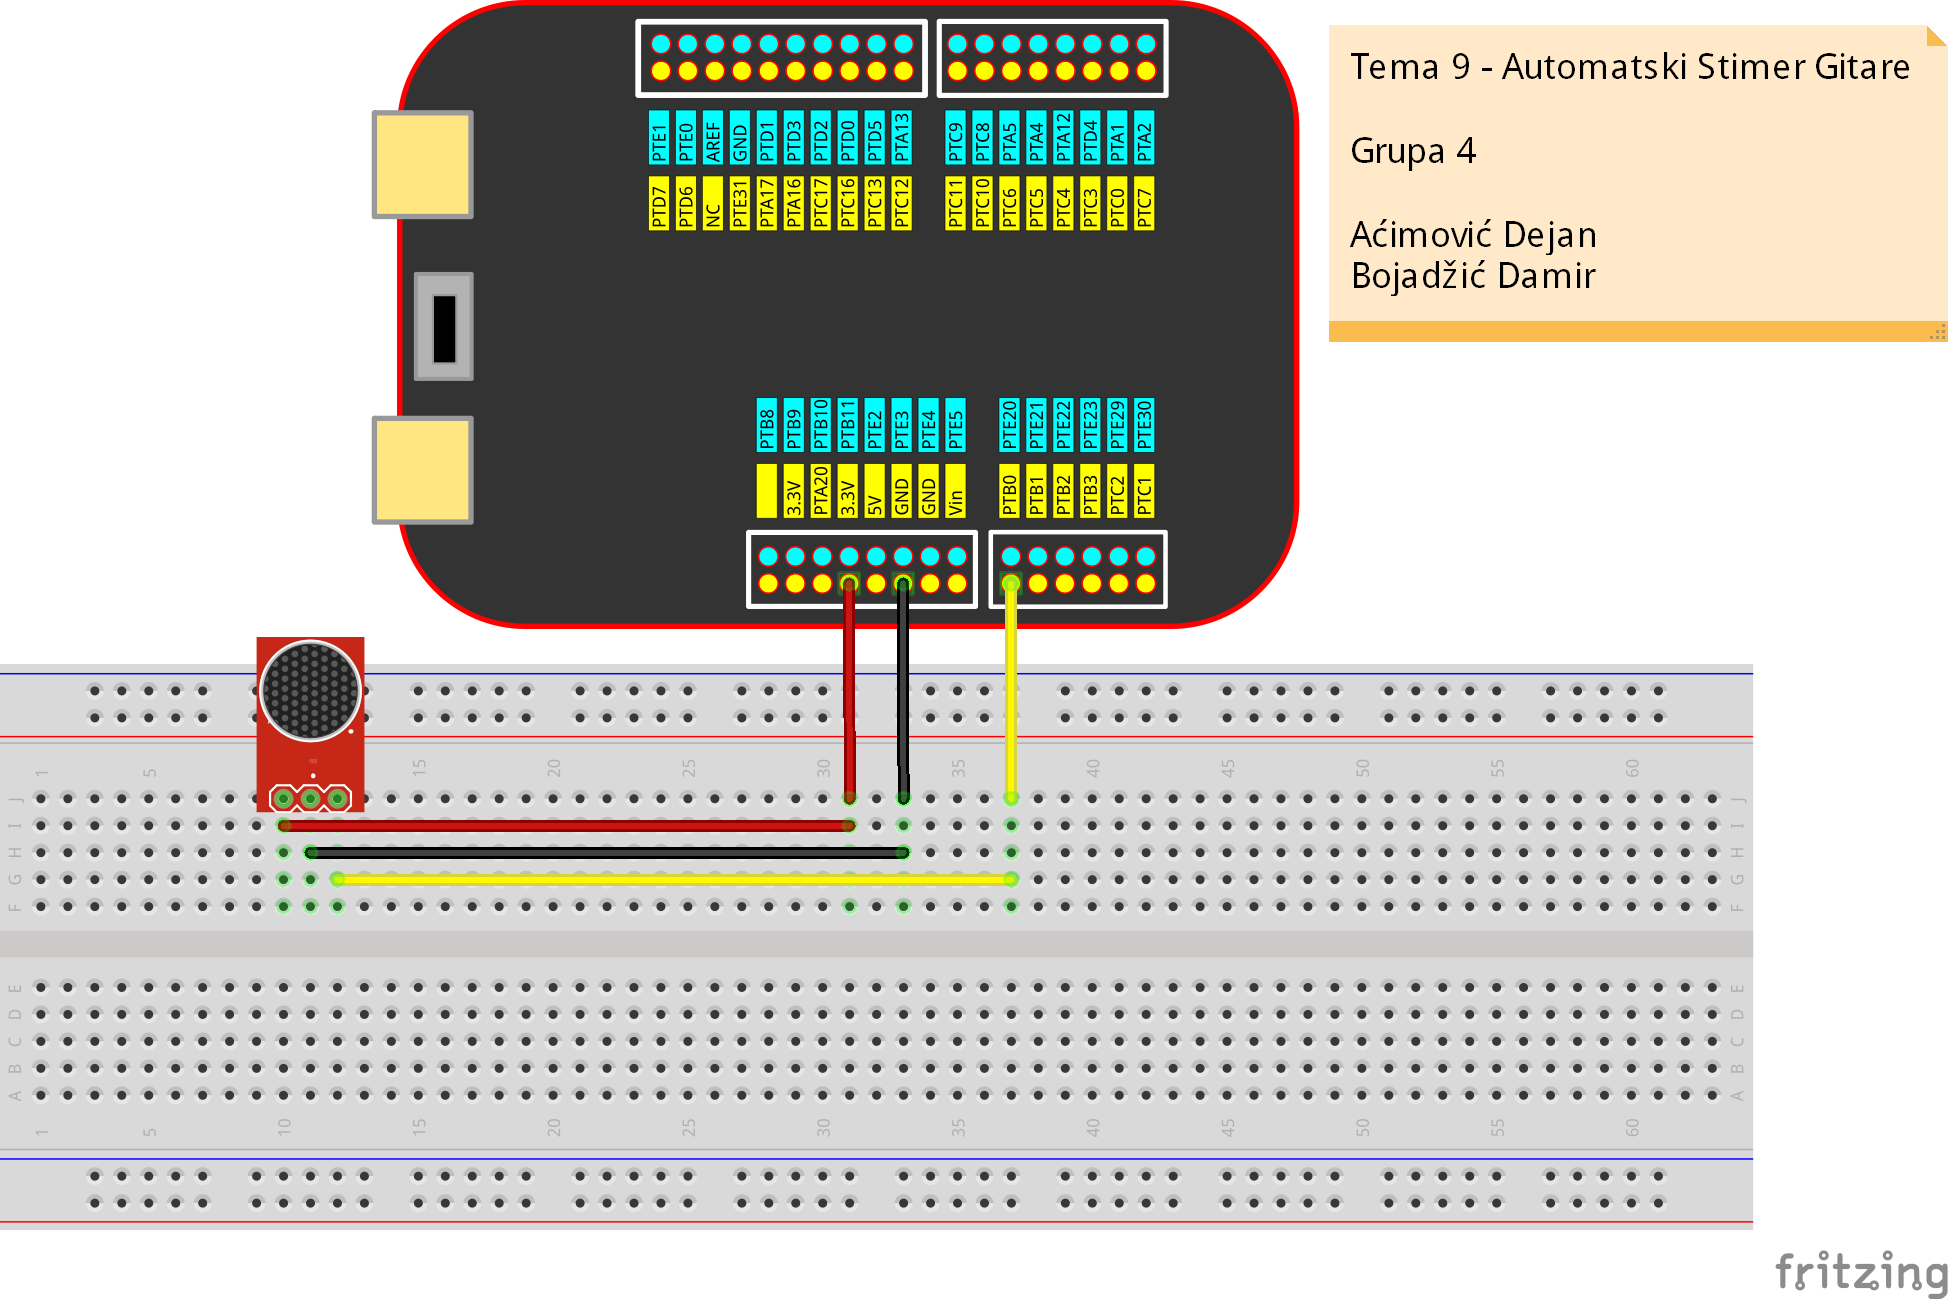 Tema 9 - Automatski Stimer Gitare
Grupa 4
Aćimović Dejan
Bojadžić Damir
PTE1 PTE0 AREF GND PTD1 PTD3 PTD2 PTD0 PTD5 PTA13 PTC9 PTC8 PTA5 PTA4 PTA12 PTD4 PTA1 PTA2
PTD7 PTD6 NC PTE31 PTA17 PTA16 PTC17 PTC16 PTC13 PTC12 PTC11 PTC10 PTC6 PTC5 PTC4 PTC3 PTC0 PTC7
PTB8 PTB9 PTB10 PTB11 PTE2 PTE3 PTE4 PTE5 PTE20 PTE21 PTE22 PTE23 PTE29 PTE30
3.3V PTA20 3.3V 5V GND GND Vin PTB0 PTB1 PTB2 PTB3 PTC2 PTC1
1 5 15 20 25 30 35 40 45 50 55 60
J J
I I
H H
G G
F F
E E
D D
C C
B B
A A
1 5 10 15 20 25 30 35 40 45 50 55 60
fritzing